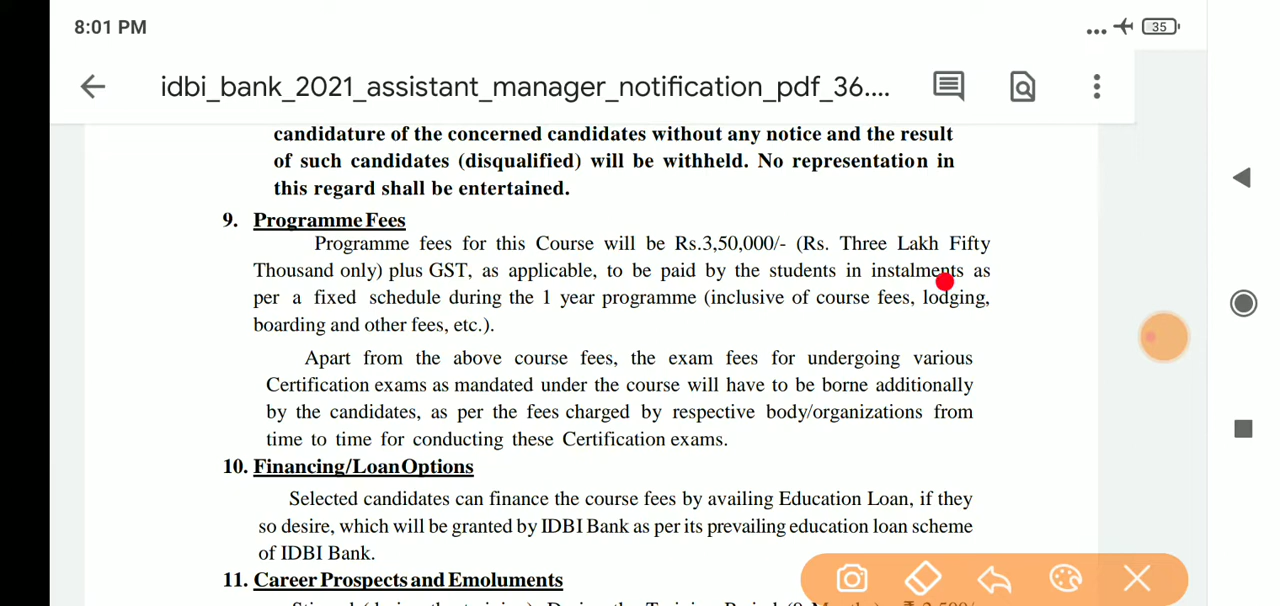 8:01 PM
35
idbi_bank_2021_assistant_manager_notification_pdf_36....
candidature of the concerned candidates without any notice and the result
of such candidates (disqualified) will be withheld. No representation in
this regard shall be entertained.
9. Programme Fees
Programme fees for this Course will be Rs.3,50,000/- (Rs. Three Lakh Fifty
Thousand only) plus GST, as applicable, to be paid by the students in instalments as
per a fixed schedule during the 1 year programme (inclusive of course fees, lodging,
boarding and other fees, etc.).
Apart from the above course fees, the exam fees for undergoing various
Certification exams as mandated under the course will have to be borne additionally
by the candidates, as per the fees charged by respective body/organizations from
time to time for conducting these Certification exams.
10. Financing/Loan Options
Selected candidates can finance the course fees by availing Education Loan, if they
so desire, which will be granted by IDBI Bank as per its prevailing education loan scheme
of IDBI Bank.
11. Career Prospects and Emoluments